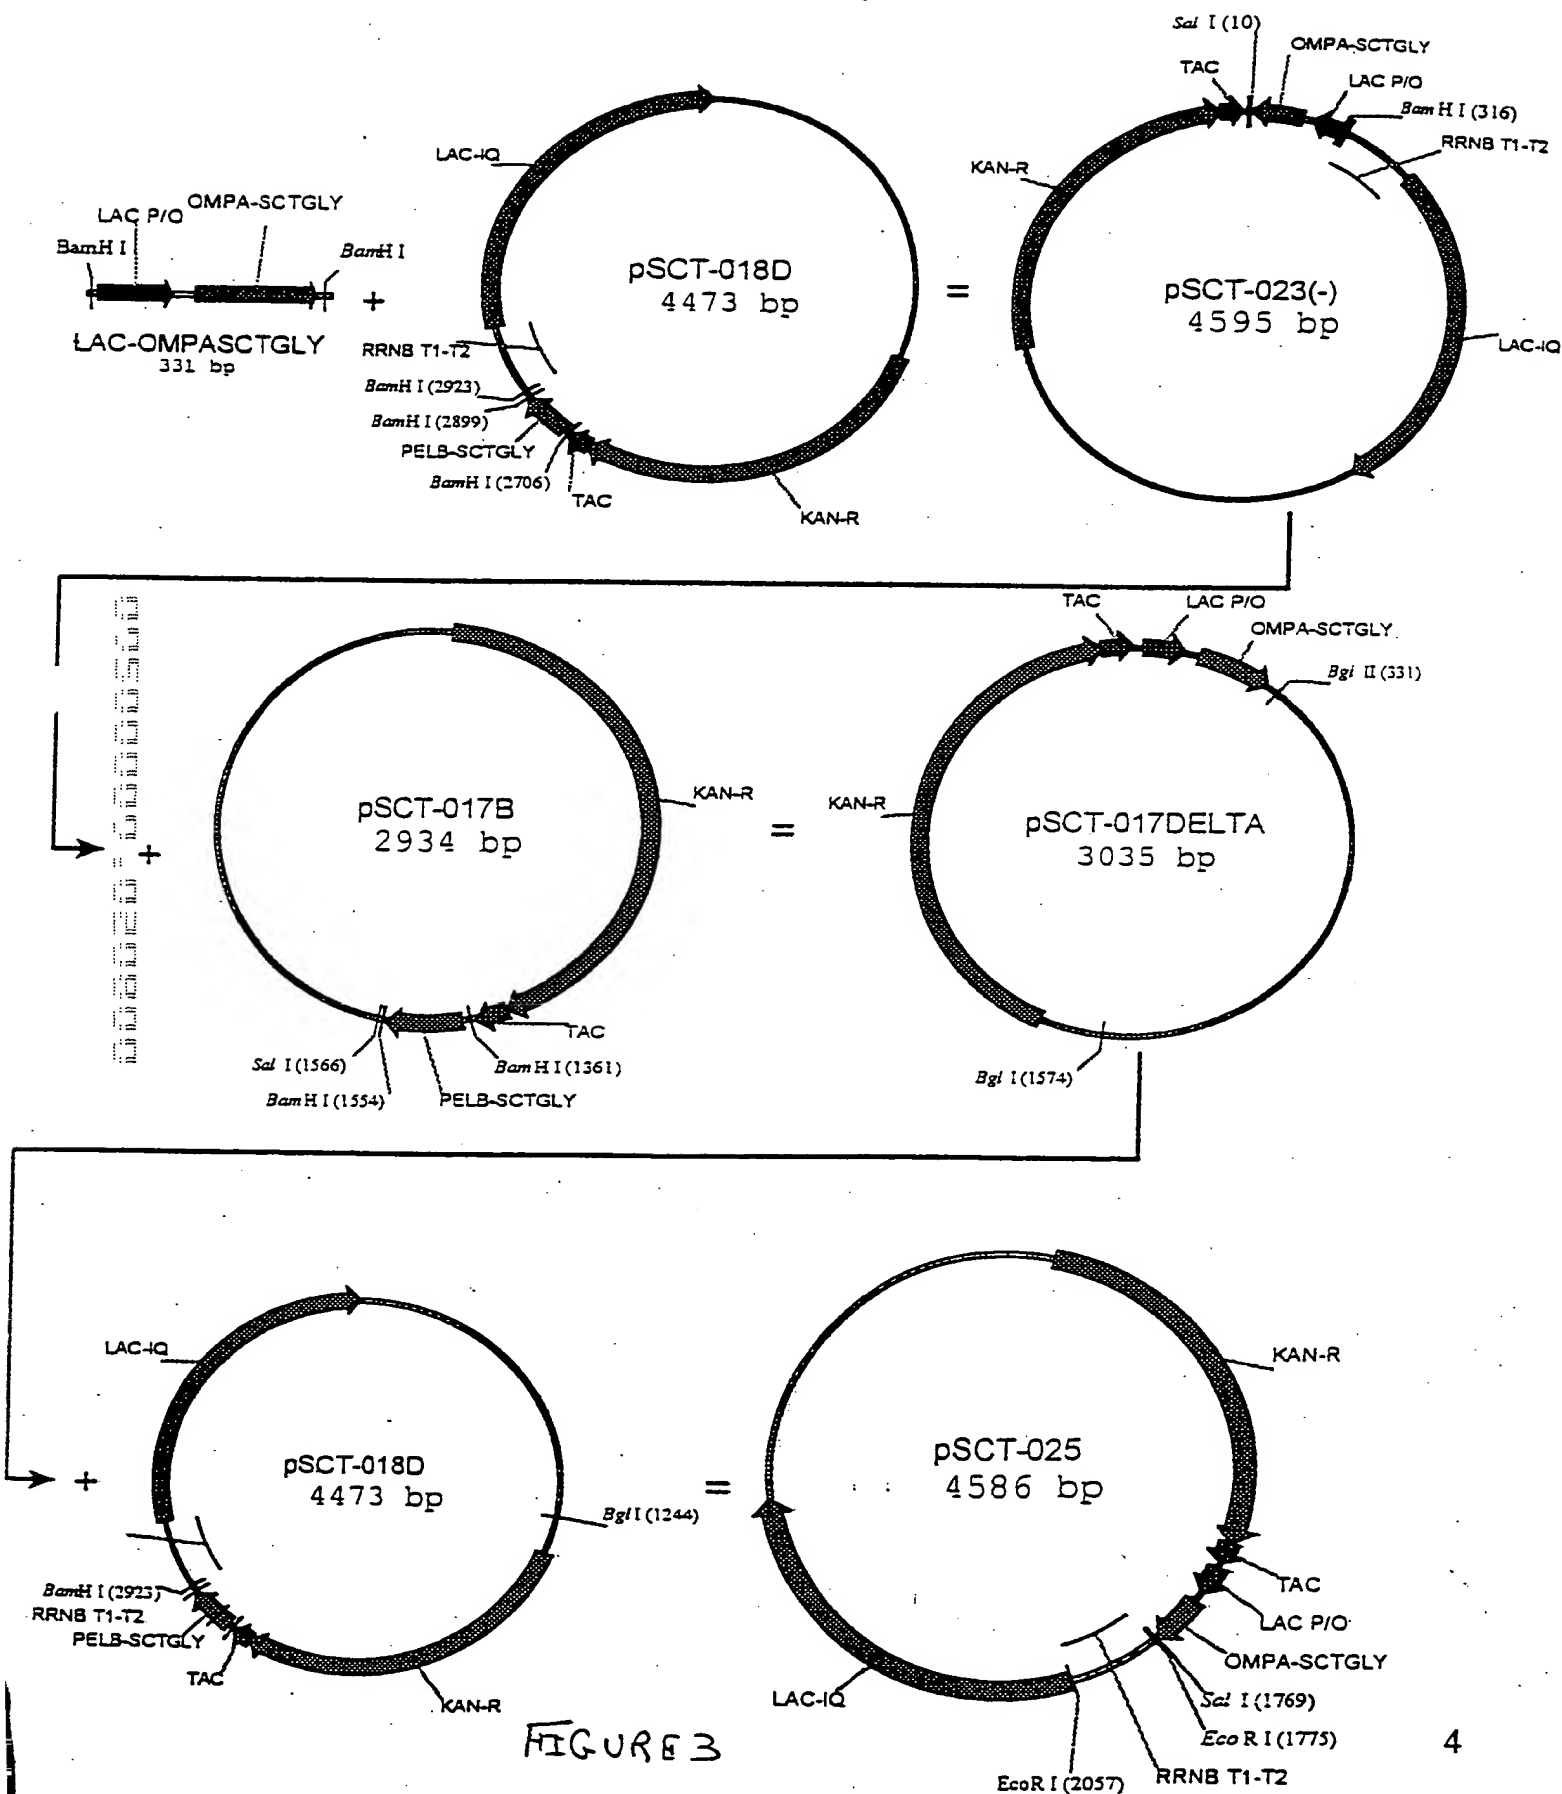 Sal I (10)
OMPA-SCTGLY
TAC
LAC P/O
BamH I (316)
RRNB T1-T2
KAN-R
LAC-IQ
pSCT-023(-)
4595 bp
LAC-IQ
pSCT-018D
4473 bp
=
OMPA-SCTGLY
LAC P/O
BamH I
BamH I
+
LAC-OMPASCTGLY
331 bp
RRNB T1-T2
BamH I (2923)
BamH I (2899)
PELB-SCTGLY
BamH I (2706)
TAC
KAN-R
TAC
LAC P/O
OMPA-SCTGLY
Bgl II (331)
+
pSCT-017B
2934 bp
KAN-R
=
KAN-R
pSCT-017DELTA
3035 bp
TAC
Sal I (1566)
BamH I (1361)
BamH I (1554)
PELB-SCTGLY
Bgl I (1574)
LAC-IQ
KAN-R
+
pSCT-018D
4473 bp
=
pSCT-025
4586 bp
Bgl I (1244)
BamH I (2923)
RRNB T1-T2
PELB-SCTGLY
TAC
KAN-R
TAC
LAC P/O
OMPA-SCTGLY
LAC-IQ
Sal I (1769)
EcoR I (1775)
EcoR I (2057)
RRNB T1-T2
FIGURE 3
4